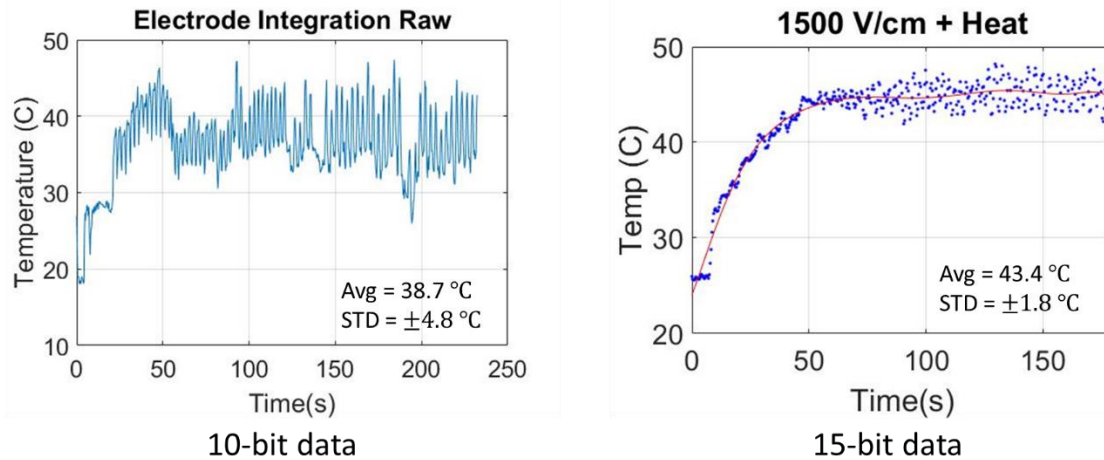 Electrode Integration Raw
50
40
30
20
10
Temperature (C)
0
50
100
150
200
250
Time(s)
Avg = 38.7 °C
STD = ±4.8 °C
10-bit data
1500 V/cm + Heat
50
40
30
20
Temp (C)
0
50
100
150
Time(s)
Avg = 43.4 °C
STD = ±1.8 °C
15-bit data